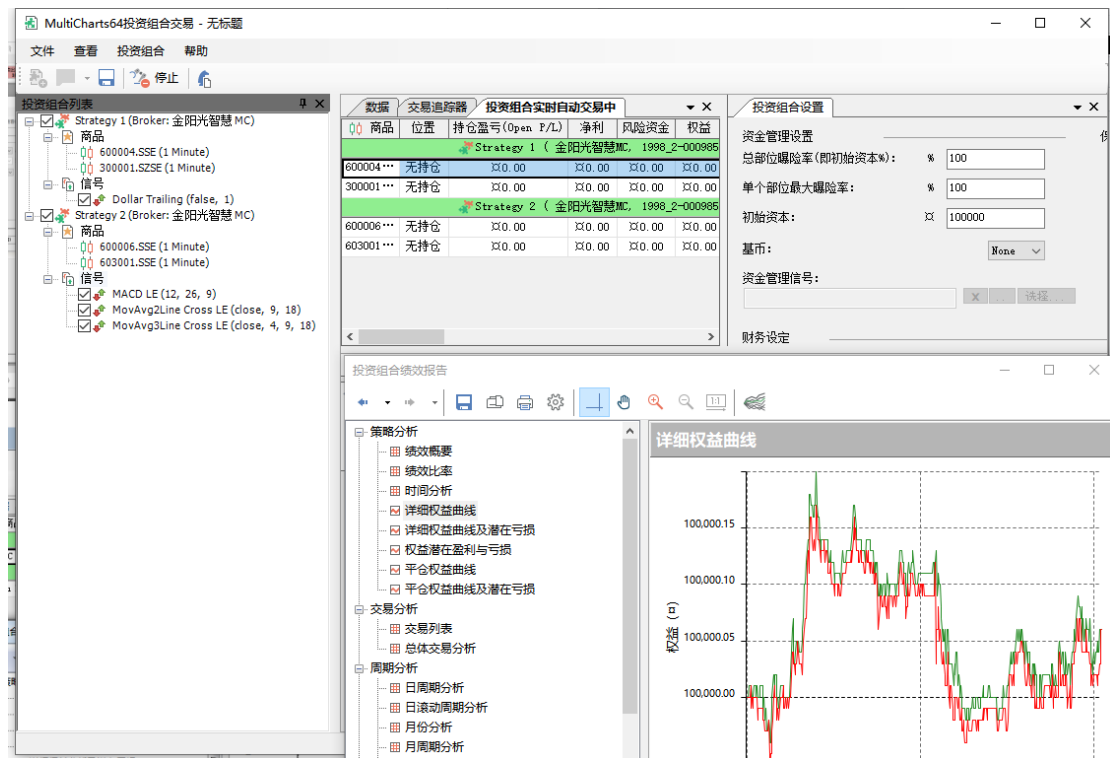 MultiCharts64投资组合交易 - 无标题
文件 查看 投资组合 帮助
停止
投资组合列表
Strategy 1 (Broker: 金阳光智慧 MC)
商品
600004.SSE (1 Minute)
300001.SZSE (1 Minute)
信号
Dollar Trailing (false, 1)
Strategy 2 (Broker: 金阳光智慧 MC)
商品
600006.SSE (1 Minute)
603001.SSE (1 Minute)
信号
MACD LE (12, 26, 9)
MovAvg2Line Cross LE (close, 9, 18)
MovAvg3Line Cross LE (close, 4, 9, 18)
数据 交易追踪器 投资组合实时自动交易中
商品 位置 持仓盈亏(Open P/L) 净利 风险资金 权益
Strategy 1 ( 金阳光智慧MC, 1998_2-000985
600004··· 无持仓 ¤0.00 ¤0.00 ¤0.00 ¤0.00
300001··· 无持仓 ¤0.00 ¤0.00 ¤0.00 ¤0.00
Strategy 2 ( 金阳光智慧MC, 1998_2-000985
600006··· 无持仓 ¤0.00 ¤0.00 ¤0.00 ¤0.00
603001··· 无持仓 ¤0.00 ¤0.00 ¤0.00 ¤0.00
投资组合设置
资金管理设置
总部位曝险率(即初始资本%): % 100
单个部位最大曝险率: % 100
初始资本: ¤ 100000
基币: None
资金管理信号:
x ... 选择...
财务设定
投资组合绩效报告
1:1
策略分析
绩效概要
绩效比率
时间分析
详细权益曲线
详细权益曲线及潜在亏损
权益潜在盈利与亏损
平仓权益曲线
平仓权益曲线及潜在亏损
交易分析
交易列表
总体交易分析
周期分析
日周期分析
日滚动周期分析
月份分析
月周期分析
详细权益曲线
权益 (¤)
100,000.15
100,000.10
100,000.05
100,000.00